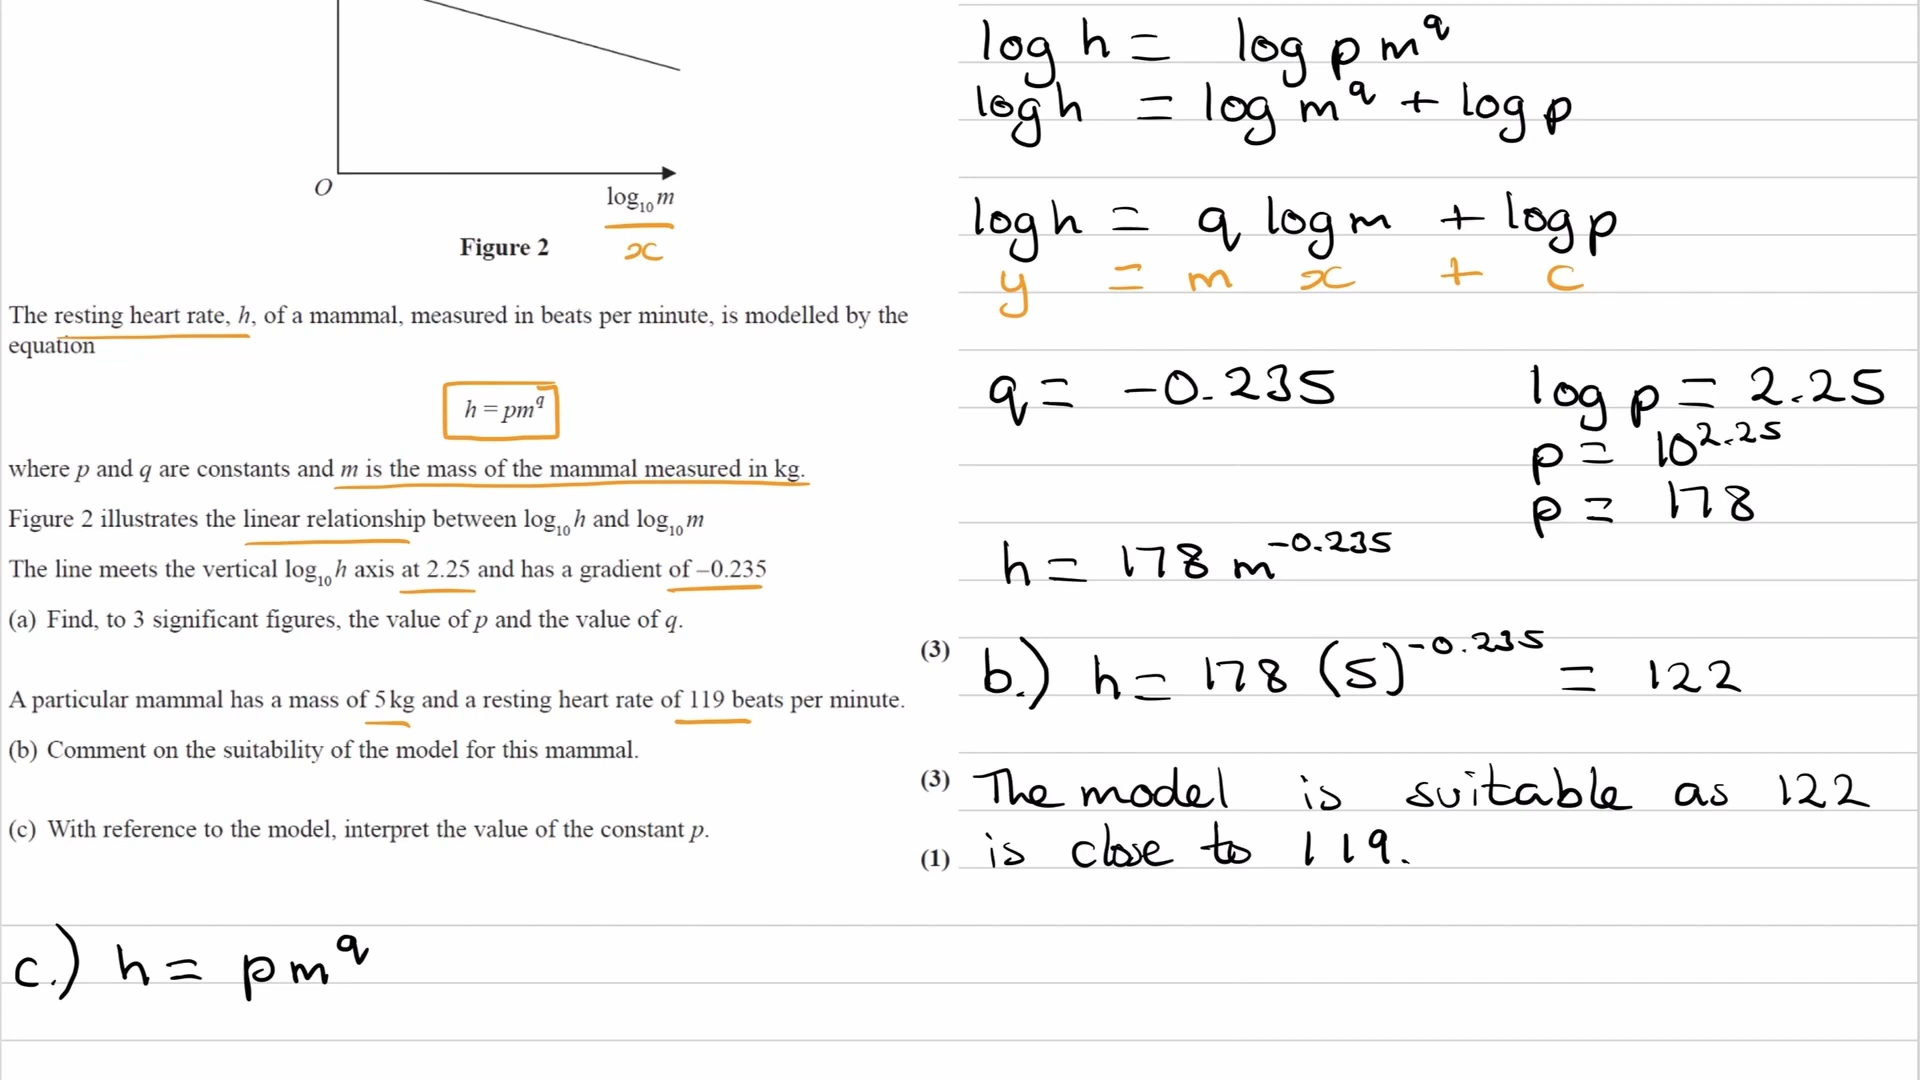 O
log₁₀ m
x
Figure 2
The resting heart rate, h, of a mammal, measured in beats per minute, is modelled by the
equation
h = pm^q
where p and q are constants and m is the mass of the mammal measured in kg.
Figure 2 illustrates the linear relationship between log₁₀ h and log₁₀ m
The line meets the vertical log₁₀ h axis at 2.25 and has a gradient of –0.235
(a) Find, to 3 significant figures, the value of p and the value of q.
(3)
A particular mammal has a mass of 5 kg and a resting heart rate of 119 beats per minute.
(b) Comment on the suitability of the model for this mammal.
(3)
(c) With reference to the model, interpret the value of the constant p.
(1)
log h = log p m^q
log h = log m^q + log p
log h = q log m + log p
y = m x + c
q = -0.235
log p = 2.25
p = 10^2.25
p = 178
h = 178 m^-0.235
b.) h = 178 (5)^-0.235 = 122
The model is suitable as 122
is close to 119.
c.) h = p m^q